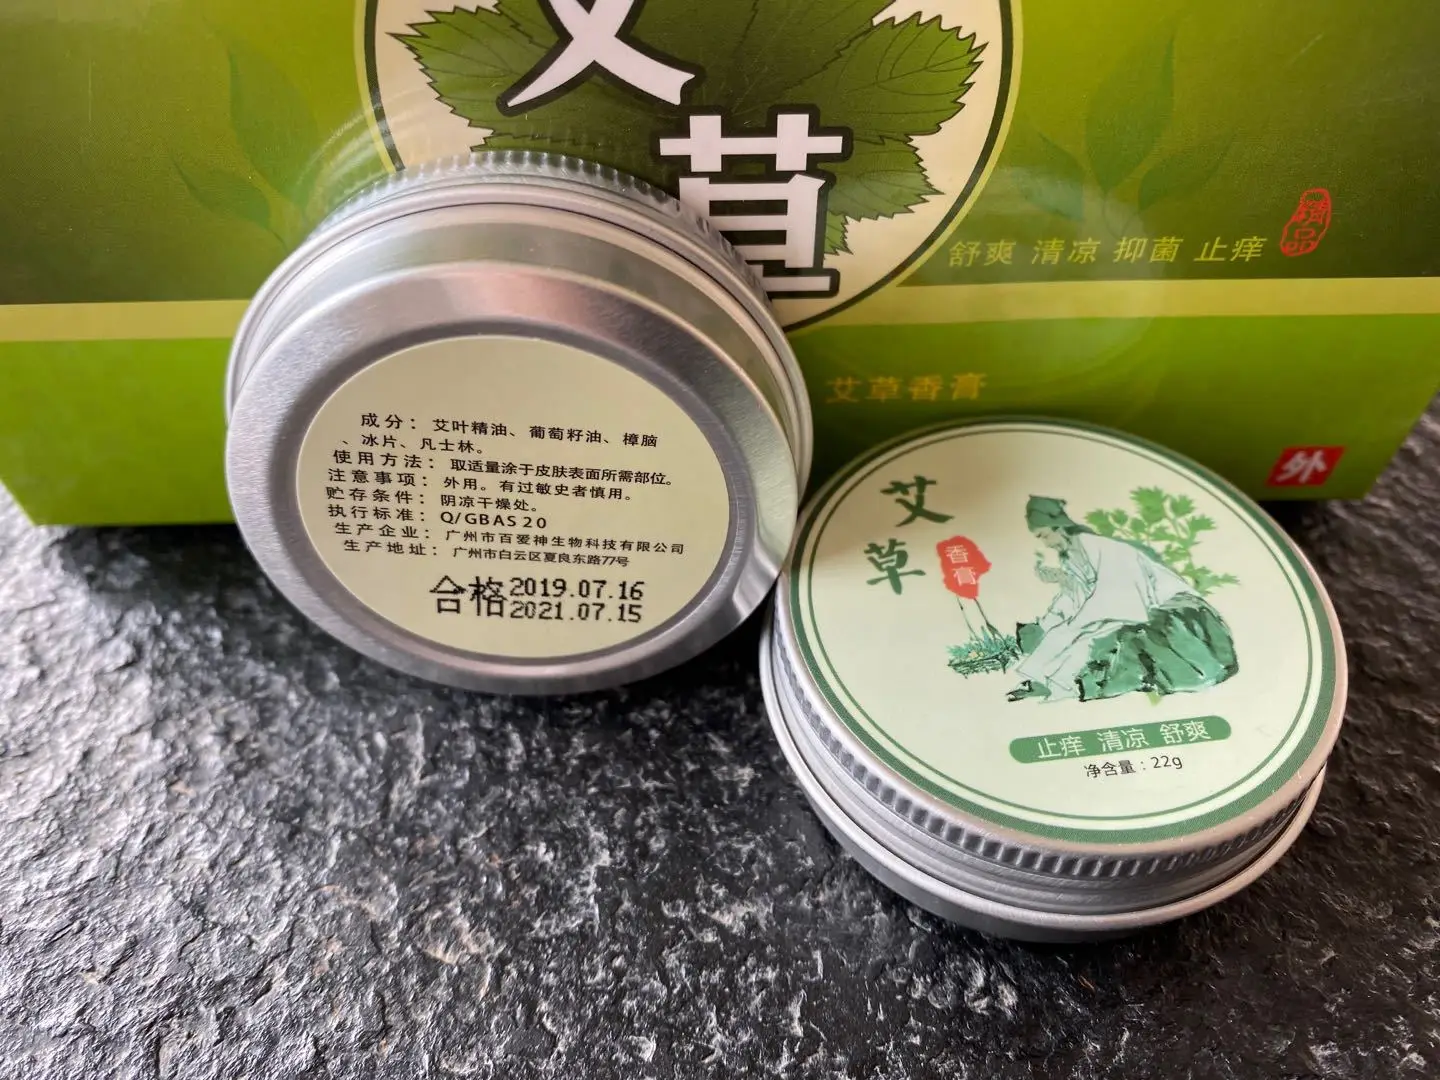 艾
草
舒爽 清凉 抑菌 止痒
精品
艾草香膏
外
成分：艾叶精油、葡萄籽油、樟脑
、冰片、凡士林。
使用方法：取适量涂于皮肤表面所需部位。
注意事项：外用。有过敏史者慎用。
贮存条件：阴凉干燥处。
执行标准：Q/GBAS 20
生产企业：广州市百爱神生物科技有限公司
生产地址：广州市白云区夏良东路77号
合格 2019.07.16
2021.07.15
艾
草
香膏
止痒 清凉 舒爽
净含量：22g